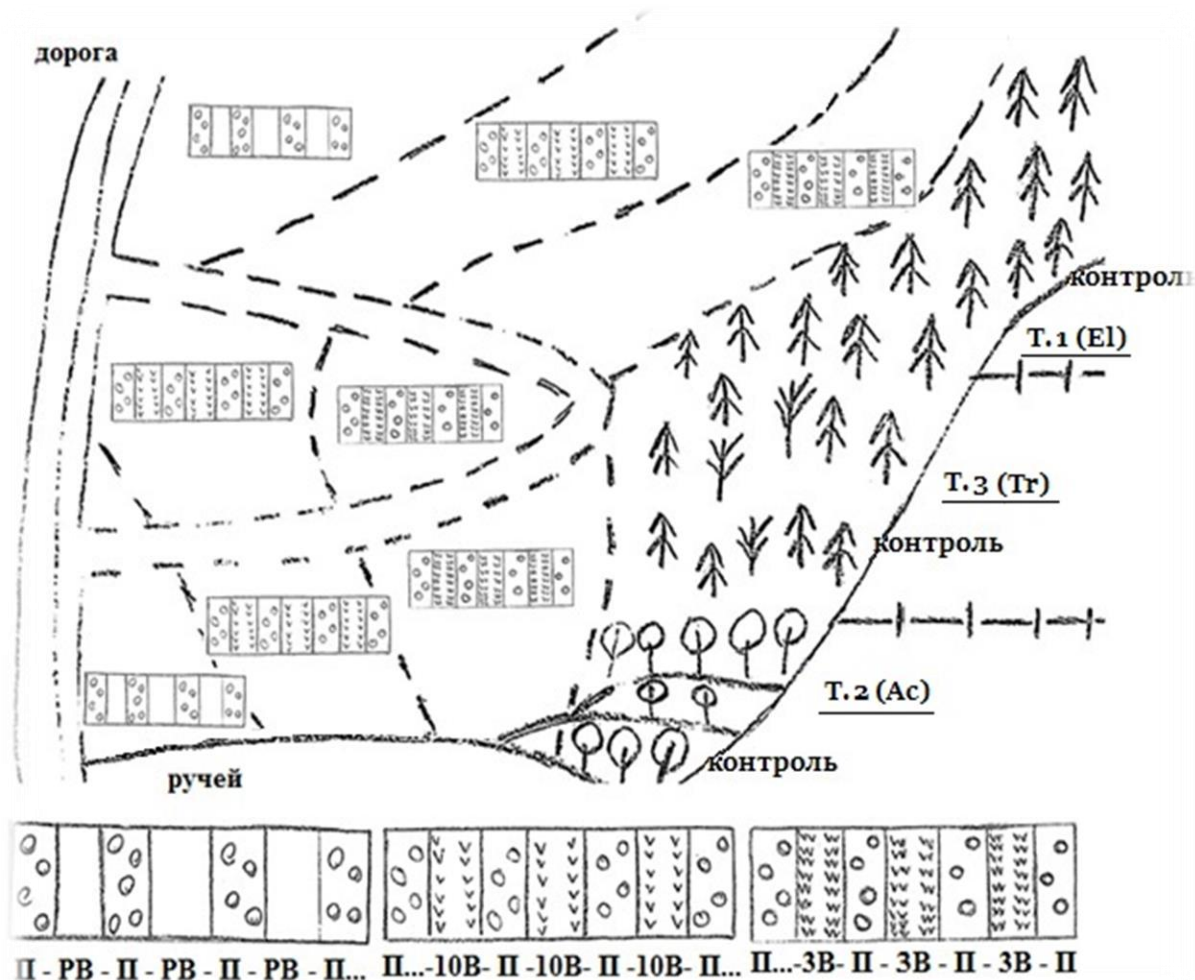 дорога
контроль
Т.1 (El)
Т.3 (Tr)
контроль
Т.2 (Ac)
контроль
ручей
П - РВ - П - РВ - П - РВ - П...
П...-10В- П -10В- П -10В- П...
П...-3В- П - 3В - П - 3В - П